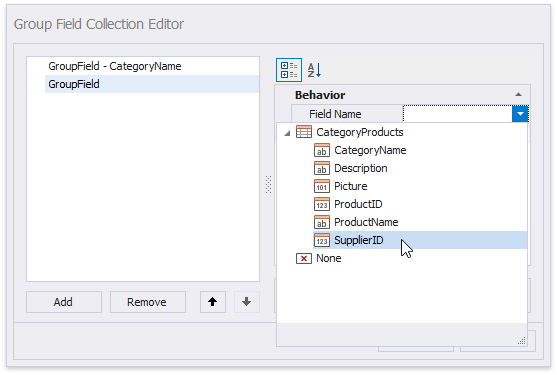 Group Field Collection Editor
GroupField - CategoryName
GroupField
A
Z
Behavior
Field Name
CategoryProducts
ab CategoryName
ab Description
101 Picture
123 ProductID
ab ProductName
123 SupplierID
None
Add
Remove